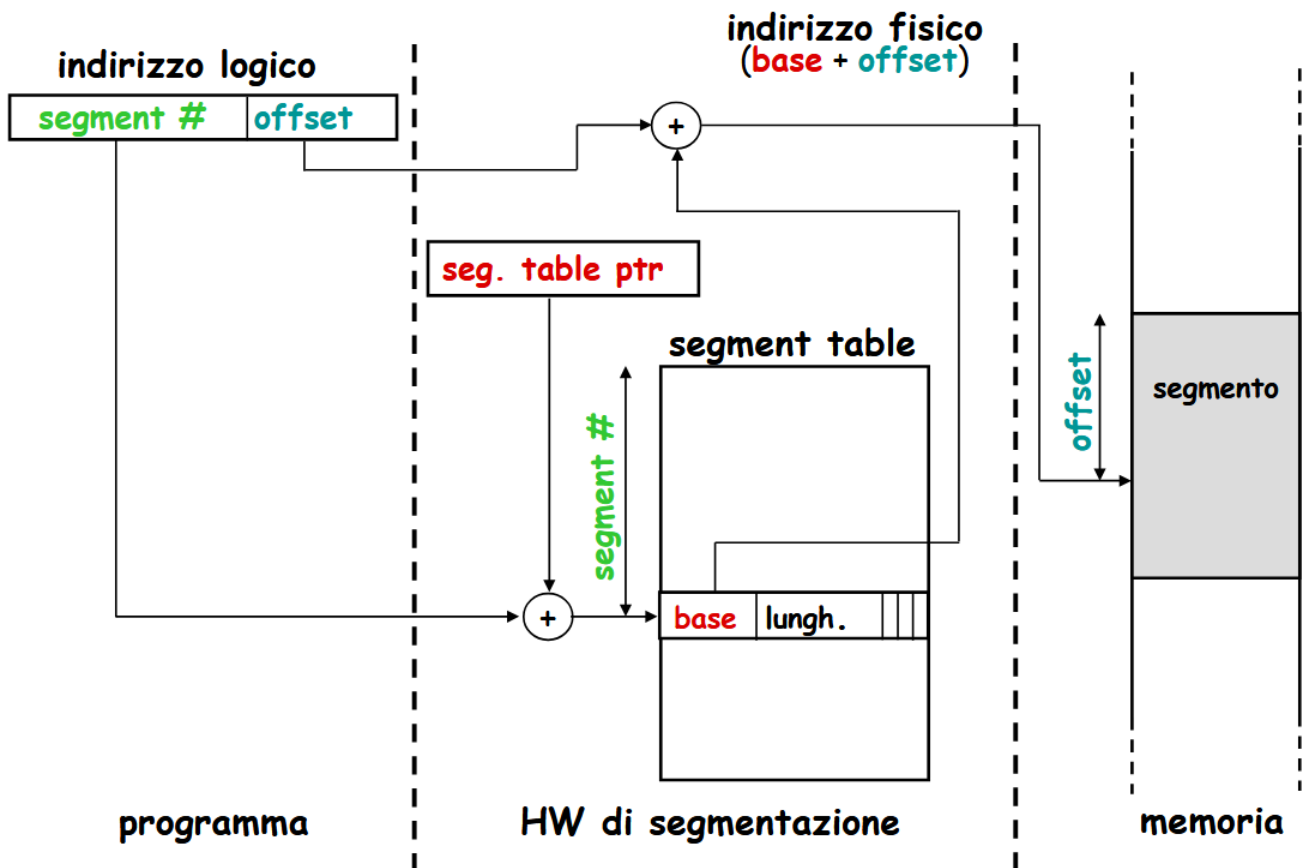 indirizzo logico
segment # offset
indirizzo fisico
(base + offset)
+
seg. table ptr
segment table
segment #
+
base lungh.
offset
segmento
programma
HW di segmentazione
memoria